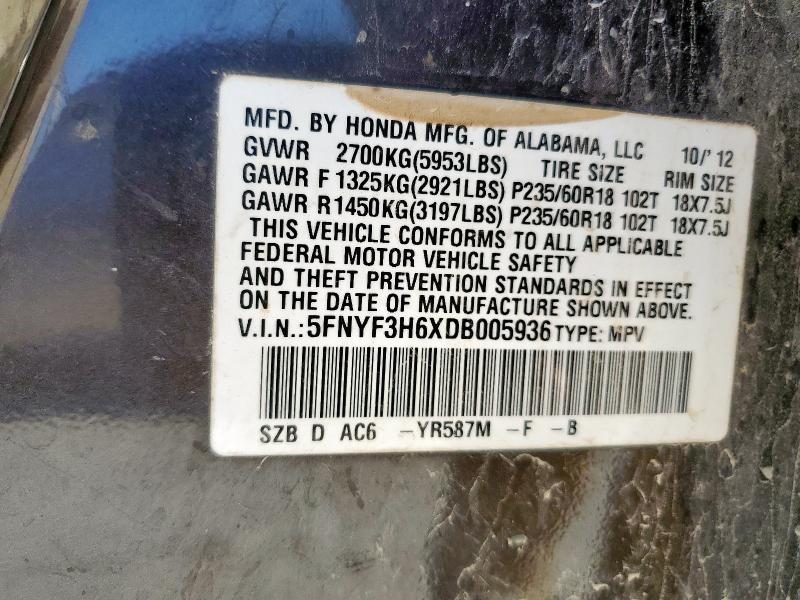 MFD. BY HONDA MFG. OF ALABAMA, LLC 10/'12
GVWR 2700KG(5953LBS) TIRE SIZE RIM SIZE
GAWR F 1325KG(2921LBS) P235/60R18 102T 18X7.5J
GAWR R1450KG(3197LBS) P235/60R18 102T 18X7.5J
THIS VEHICLE CONFORMS TO ALL APPLICABLE
FEDERAL MOTOR VEHICLE SAFETY
AND THEFT PREVENTION STANDARDS IN EFFECT
ON THE DATE OF MANUFACTURE SHOWN ABOVE.
V.I.N.:5FNYF3H6XDB005936 TYPE: MPV
SZB D AC6 -YR587M -F -B